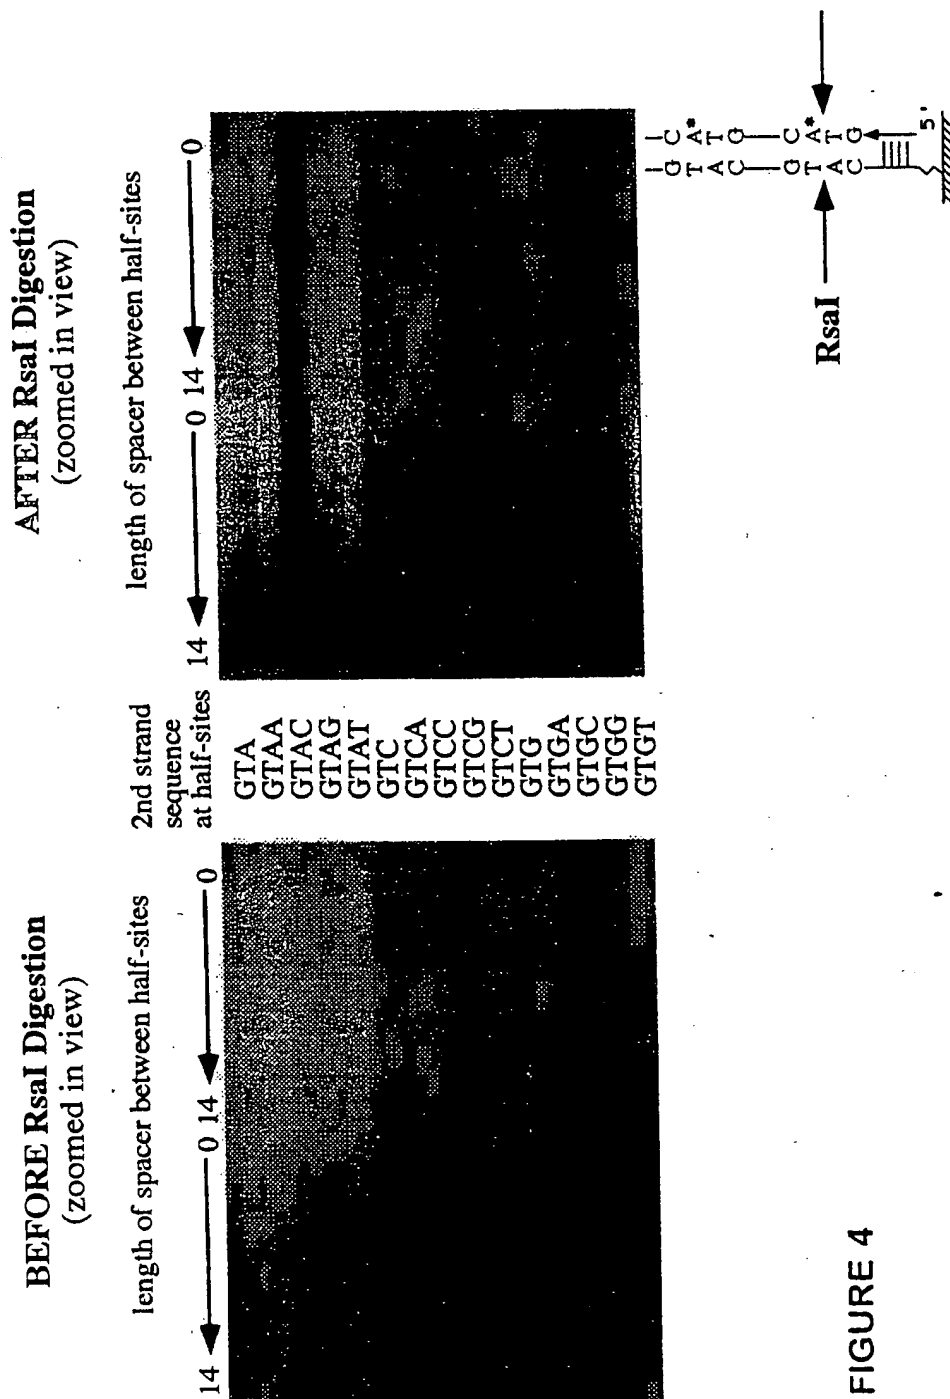 BEFORE RsaI Digestion
(zoomed in view)
length of spacer between half-sites
14 0 14 0
2nd strand
sequence
at half-sites
GTA
GTAA
GTAC
GTAG
GTAT
GTC
GTCA
GTCC
GTCG
GTCT
GTG
GTGA
GTGC
GTGG
GTGT
AFTER RsaI Digestion
(zoomed in view)
length of spacer between half-sites
14 0 14 0
RsaI
G C
T A*
A T
C G
G C
T A*
A T
C G
5'
FIGURE 4